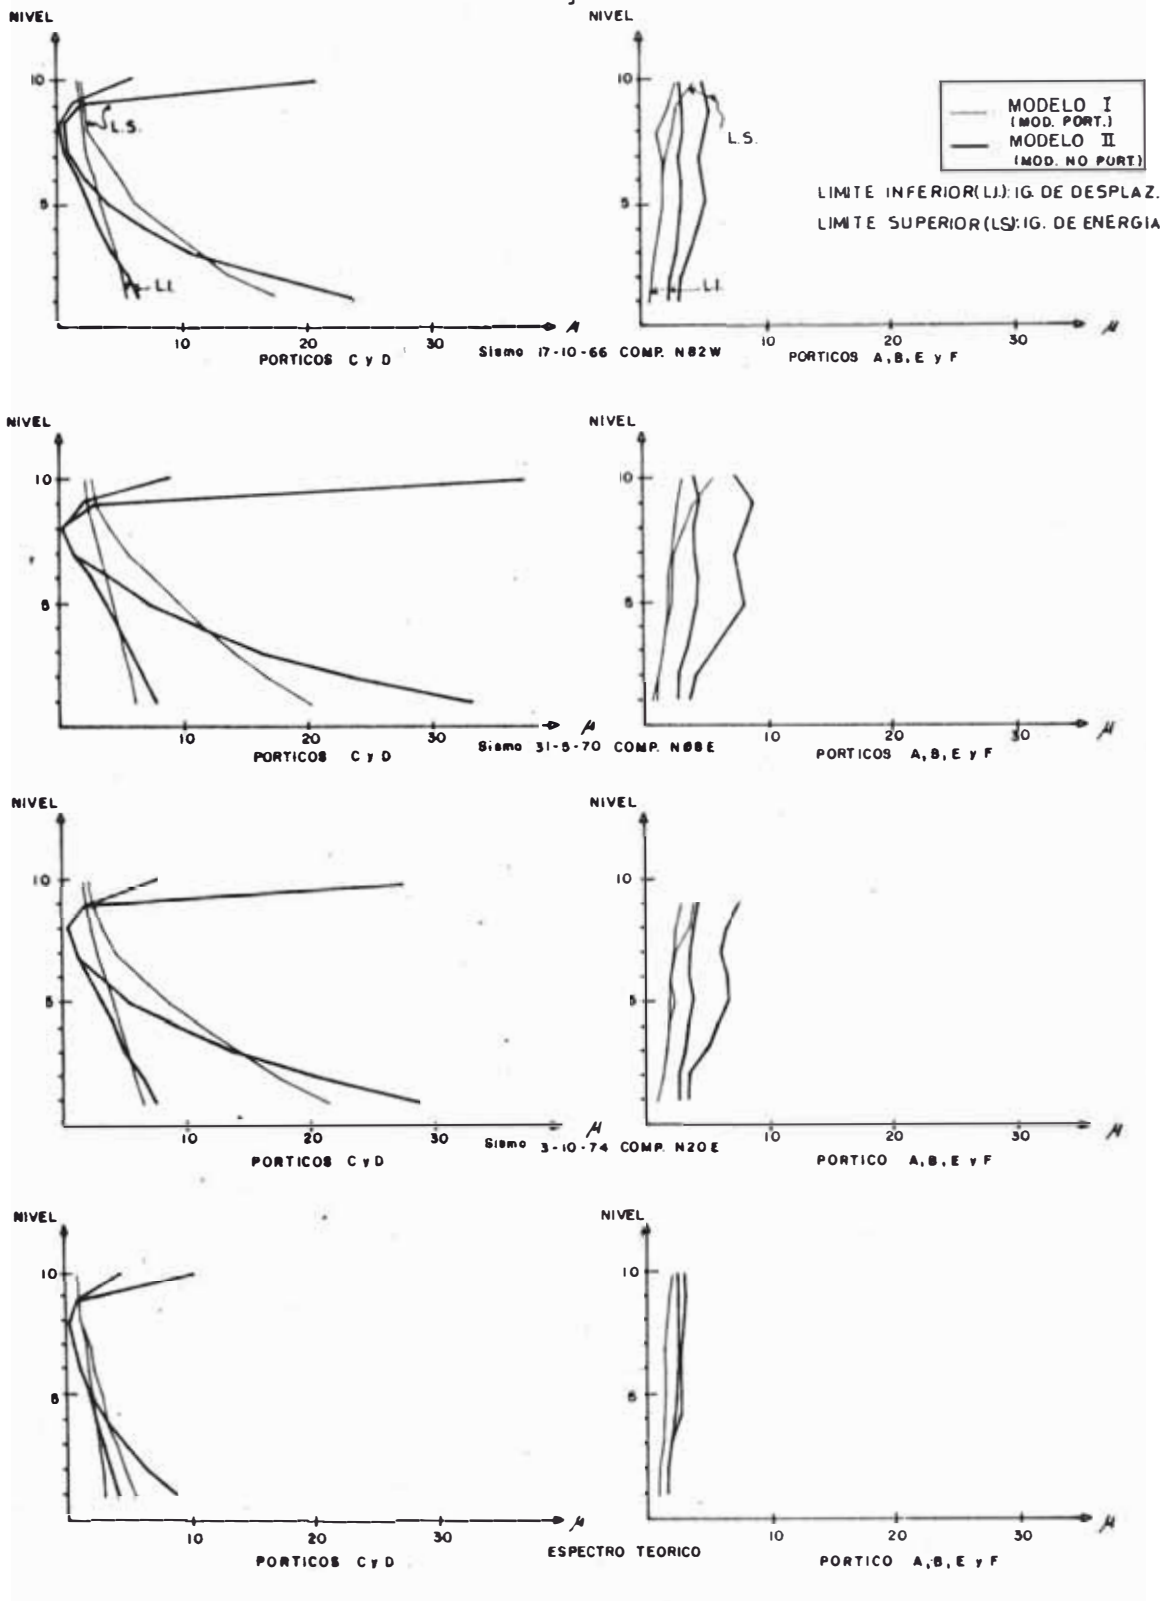 NIVEL
10
5
L.S.
L.I.
10 20 30 μ
PORTICOS C y D
NIVEL
L.S.
L.I.
10 20 30 μ
PORTICOS A,B,E y F
MODELO I
(MOD. PORT.)
MODELO II
(MOD. NO PORT.)
LIMITE INFERIOR(L.I.):IG. DE DESPLAZ.
LIMITE SUPERIOR(LS):IG. DE ENERGIA
Sismo 17-10-66 COMP. N82W
NIVEL
10
5
10 20 30 μ
PORTICOS C y D
NIVEL
10
5
10 20 30 μ
PORTICOS A,B,E y F
Sismo 31-5-70 COMP. N08E
NIVEL
10
5
10 20 30 μ
PORTICOS C y D
NIVEL
10
5
10 20 30 μ
PORTICO A,B,E y F
Sismo 3-10-74 COMP. N20E
NIVEL
10
5
10 20 30 μ
PORTICOS C y D
NIVEL
10
5
10 20 30 μ
PORTICO A,B,E y F
ESPECTRO TEORICO